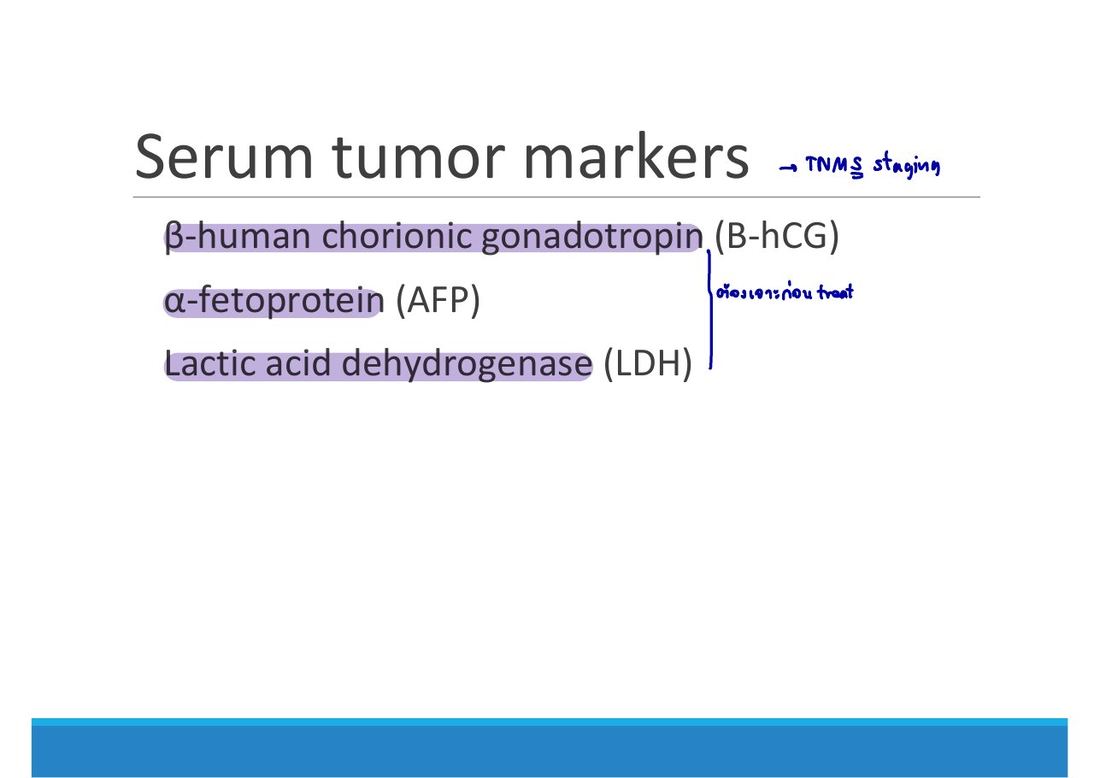 Serum tumor markers → TNMS staging
β-human chorionic gonadotropin (B-hCG)
ต้องเจาะก่อน treat
α-fetoprotein (AFP)
Lactic acid dehydrogenase (LDH)